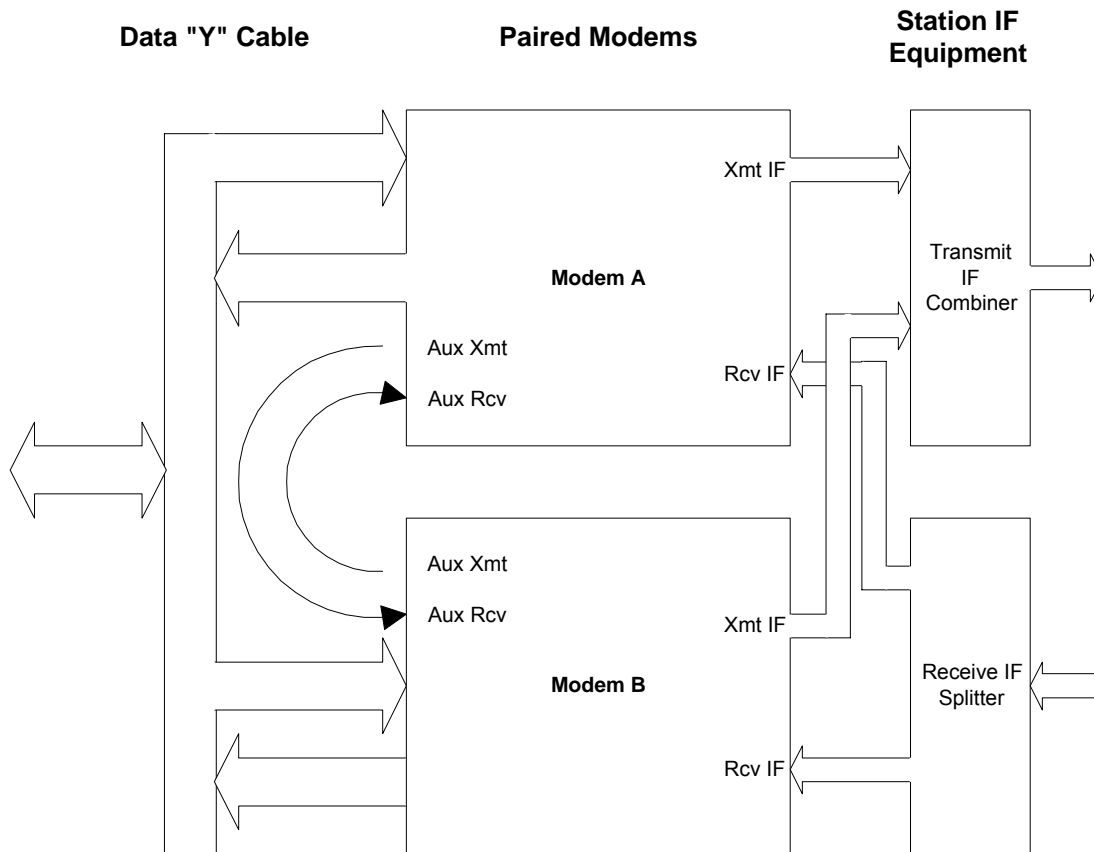 Data "Y" Cable
Paired Modems
Station IF
Equipment
Xmt IF
Modem A
Transmit
IF
Combiner
Aux Xmt
Rcv IF
Aux Rcv
Aux Xmt
Aux Rcv
Xmt IF
Modem B
Receive IF
Splitter
Rcv IF